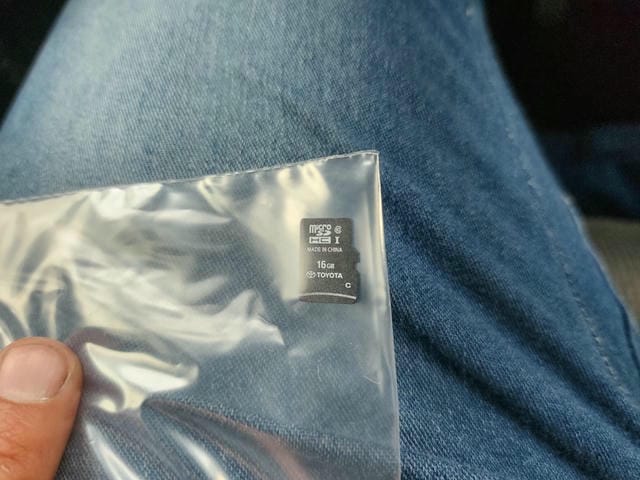 micro
SD
HC I
MADE IN CHINA
16GB
TOYOTA
C